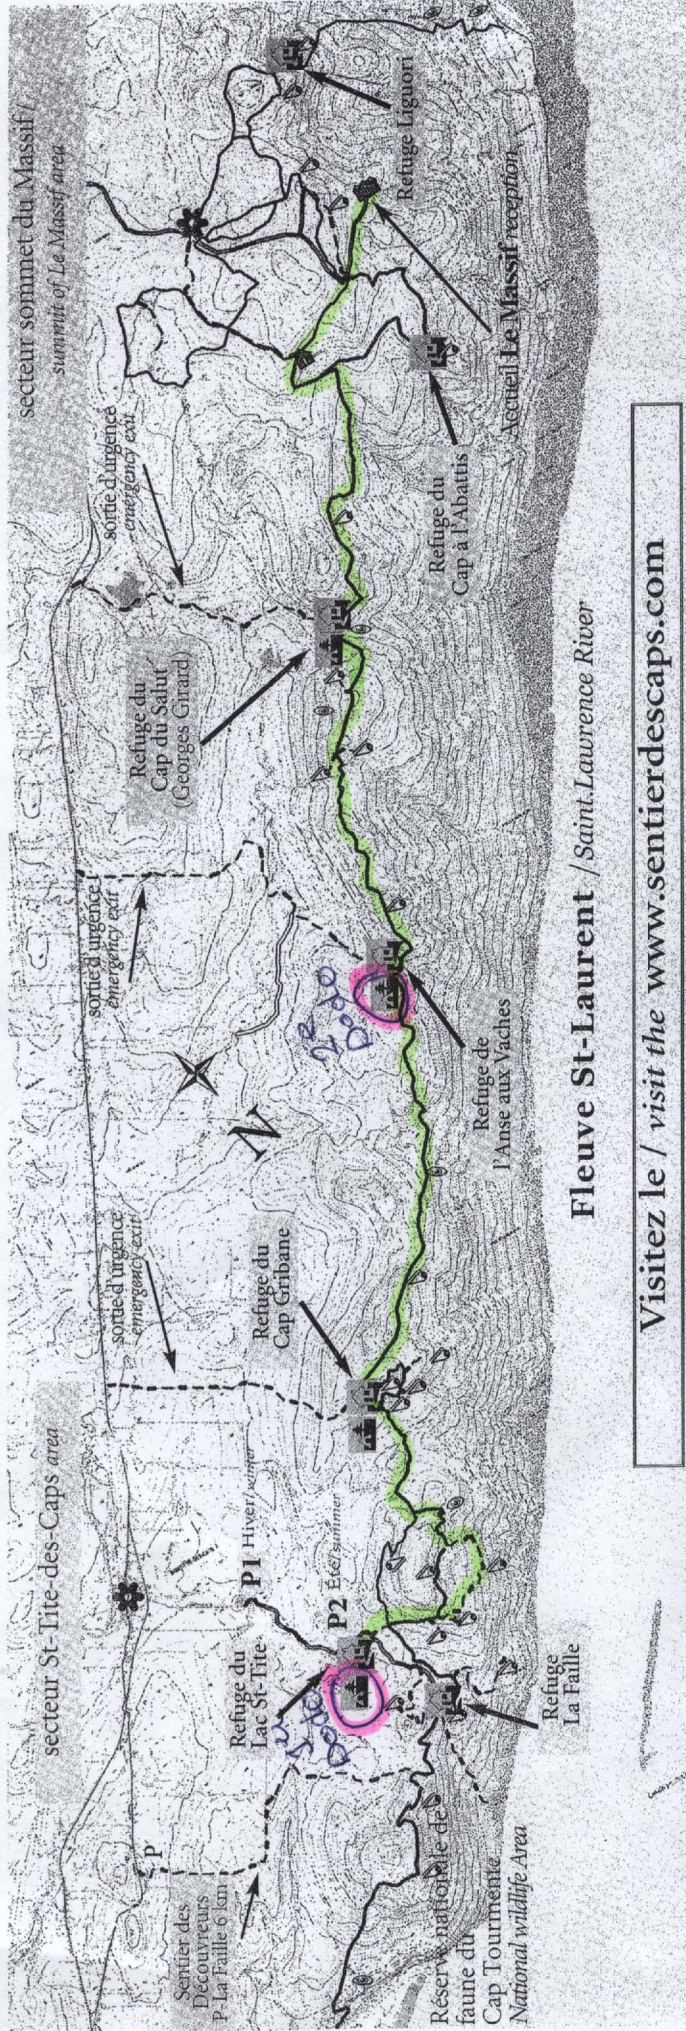 secteur St-Tite-des-Caps area
secteur sommet du Massif /
summit of Le Massif area
sortie d'urgence
emergency exit
sortie d'urgence
emergency exit
sortie d'urgence
emergency exit
P
Sentier des
Découvreurs
P-La Faille 6 km
P1 Hiver/winter
P2 Été/summer
Refuge du
Lac St-Tite
1er
Dodo
Refuge du
Cap Gribane
N
2e
Dodo
Refuge du
Cap du Salut
(Georges Girard)
Refuge de
l'Anse aux Vaches
Refuge du
Cap à l'Abattis
Accueil Le Massif reception
Refuge Liguori
Refuge
La Faille
Réserve nationale de
faune du
Cap Tourmente
National wildlife Area
Fleuve St-Laurent / Saint.Lawrence River
Visitez le / visit the www.sentierdescaps.com